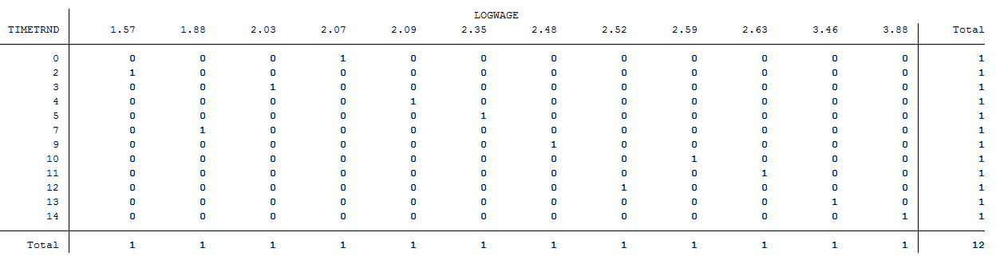 LOGWAGE
TIMETRND 1.57 1.88 2.03 2.07 2.09 2.35 2.48 2.52 2.59 2.63 3.46 3.88 Total
0 0 0 0 1 0 0 0 0 0 0 0 0 1
2 1 0 0 0 0 0 0 0 0 0 0 0 1
3 0 0 1 0 0 0 0 0 0 0 0 0 1
4 0 0 0 0 1 0 0 0 0 0 0 0 1
5 0 0 0 0 0 1 0 0 0 0 0 0 1
7 0 1 0 0 0 0 0 0 0 0 0 0 1
9 0 0 0 0 0 0 1 0 0 0 0 0 1
10 0 0 0 0 0 0 0 0 1 0 0 0 1
11 0 0 0 0 0 0 0 0 0 1 0 0 1
12 0 0 0 0 0 0 0 1 0 0 0 0 1
13 0 0 0 0 0 0 0 0 0 0 1 0 1
14 0 0 0 0 0 0 0 0 0 0 0 1 1
Total 1 1 1 1 1 1 1 1 1 1 1 1 12